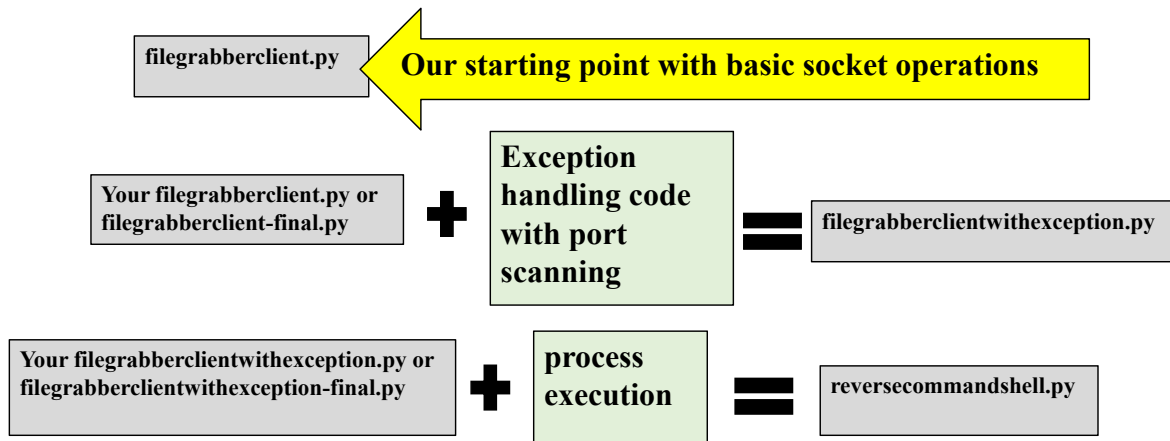 filegrabberclient.py
Our starting point with basic socket operations
Your filegrabberclient.py or
filegrabberclient-final.py
Exception
handling code
with port
scanning
filegrabberclientwithexception.py
Your filegrabberclientwithexception.py or
filegrabberclientwithexception-final.py
process
execution
reversecommandshell.py